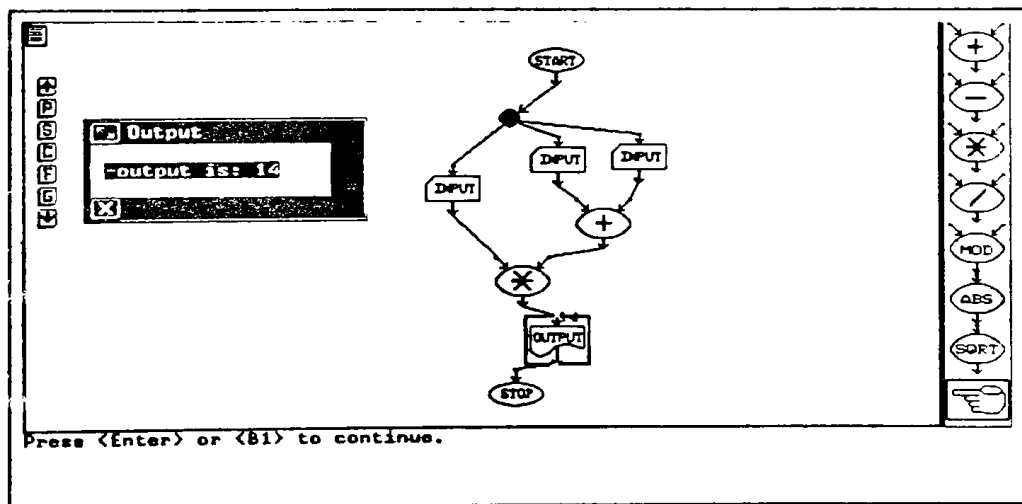 START
P
S
C
F
G
Output
-output is: 14
INPUT
INPUT
INPUT
+
*
OUTPUT
STOP
+
-
*
/
MOD
ABS
SQRT
Press <Enter> or <B1> to continue.